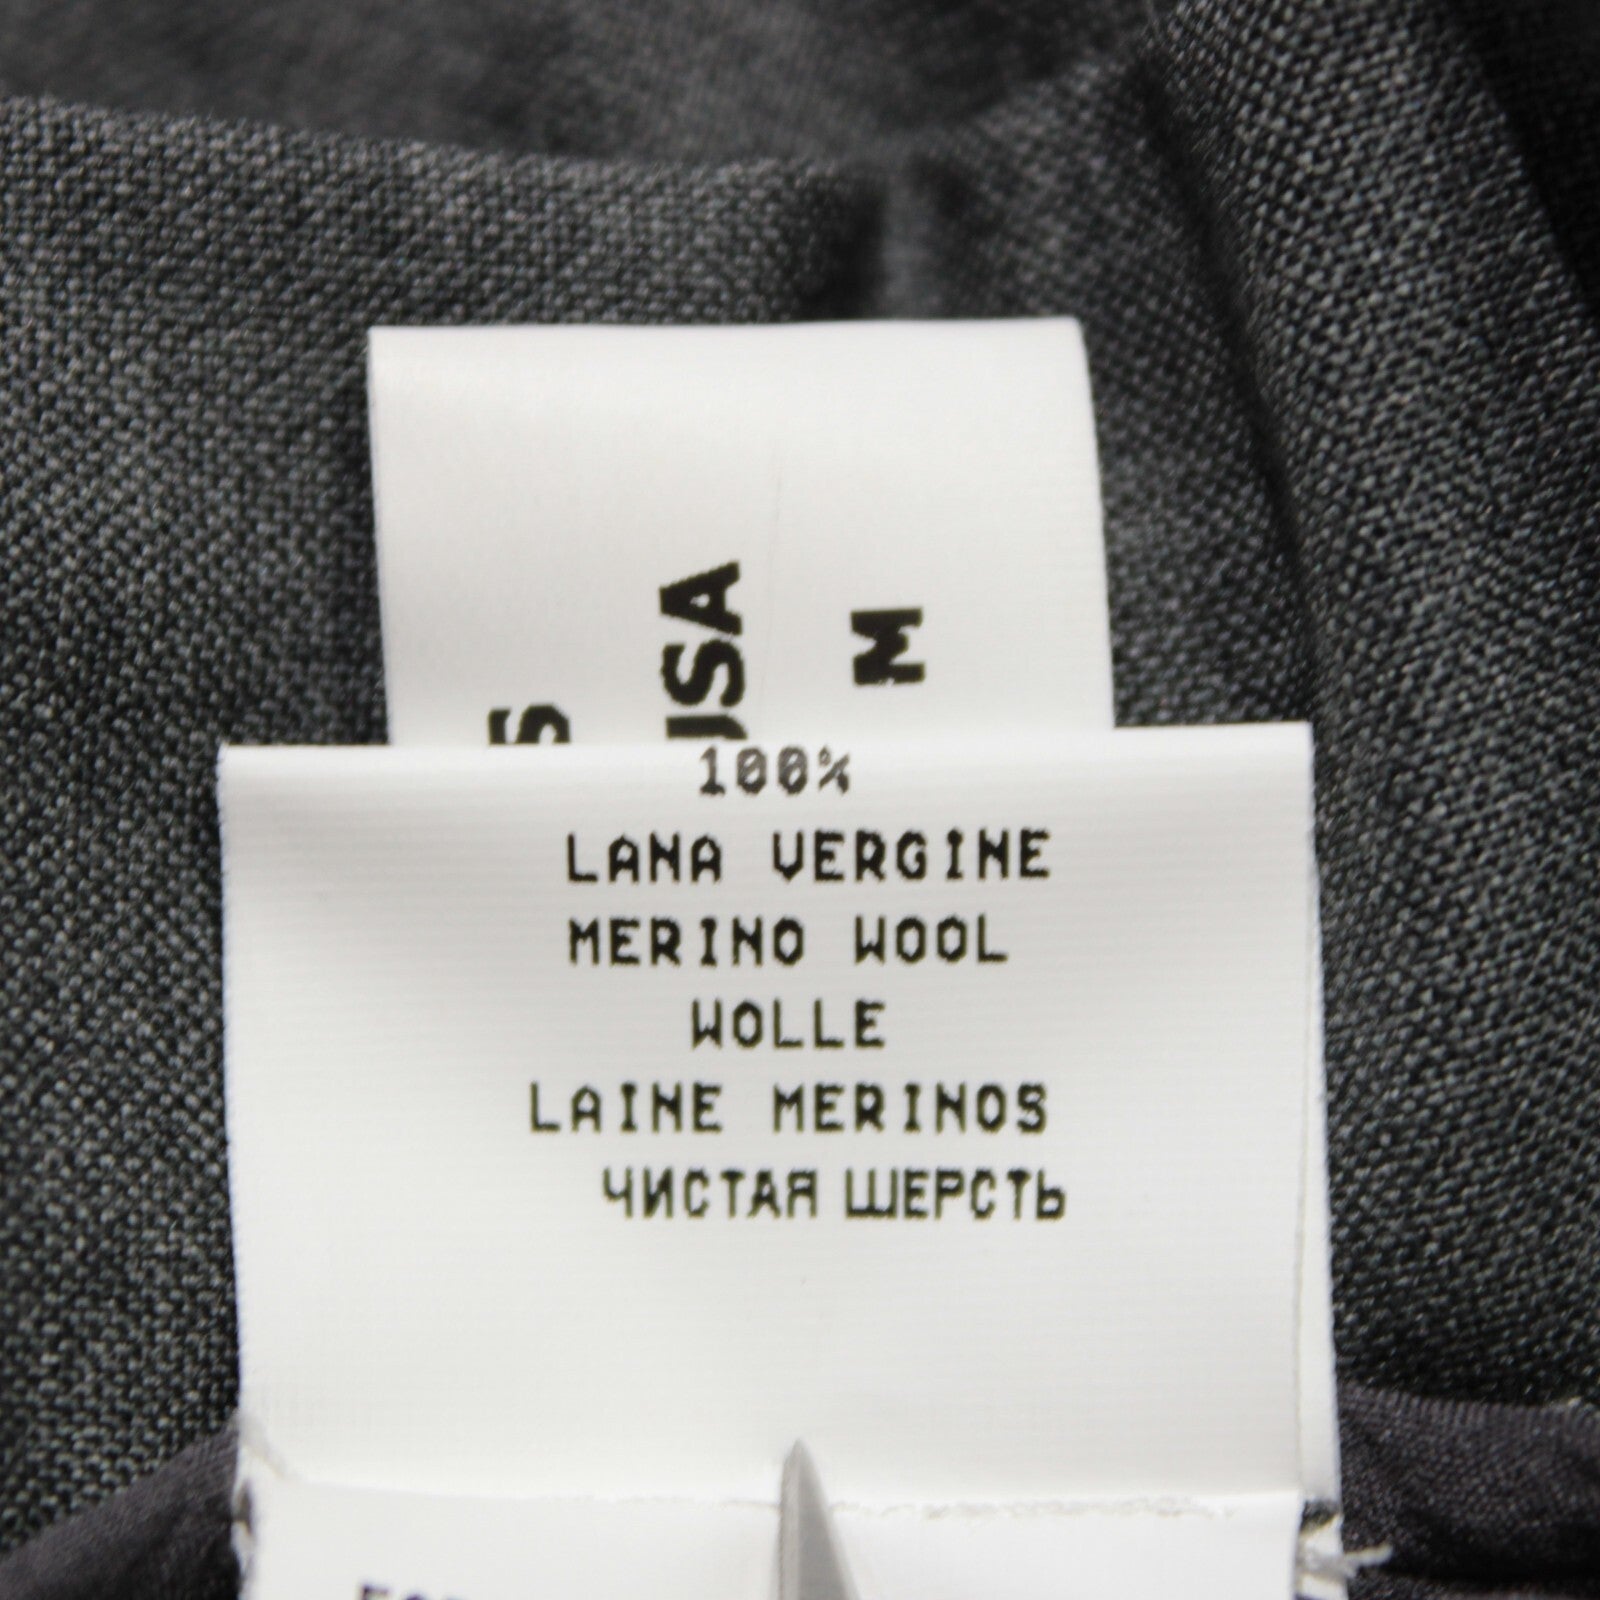 USA
M
100%
LANA VERGINE
MERINO WOOL
WOLLE
LAINE MERINOS
ЧИСТАЯ ШЕРСТЬ